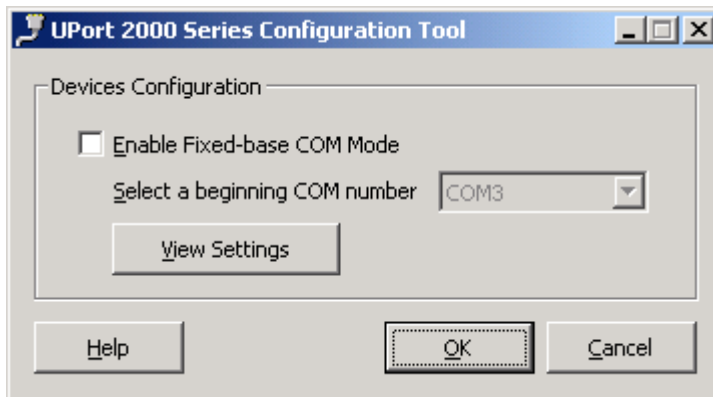 UPort 2000 Series Configuration Tool
Devices Configuration
Enable Fixed-base COM Mode
Select a beginning COM number COM3
View Settings
Help OK Cancel